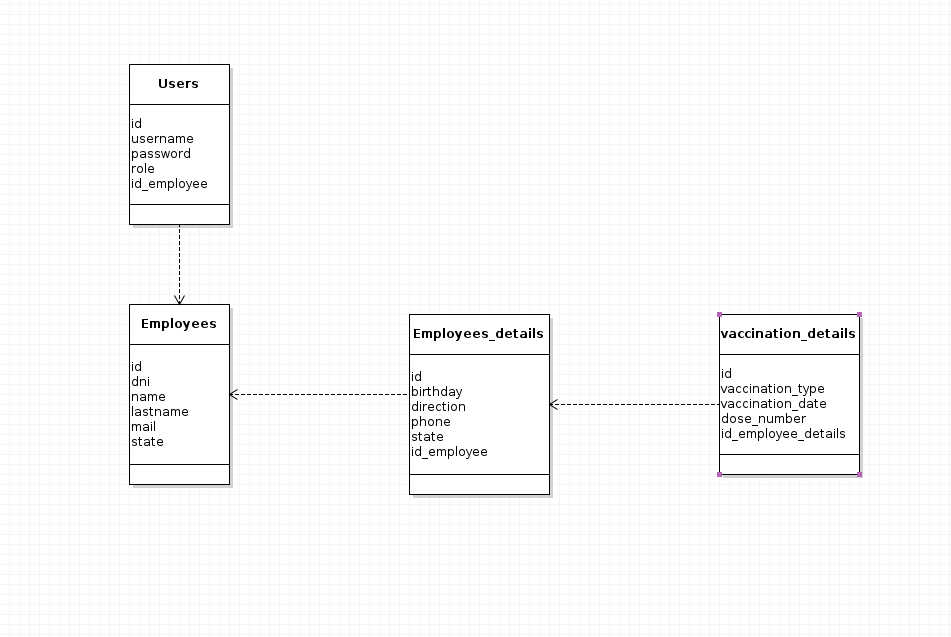 Users
id
username
password
role
id_employee
Employees
id
dni
name
lastname
mail
state
Employees_details
id
birthday
direction
phone
state
id_employee
vaccination_details
id
vaccination_type
vaccination_date
dose_number
id_employee_details